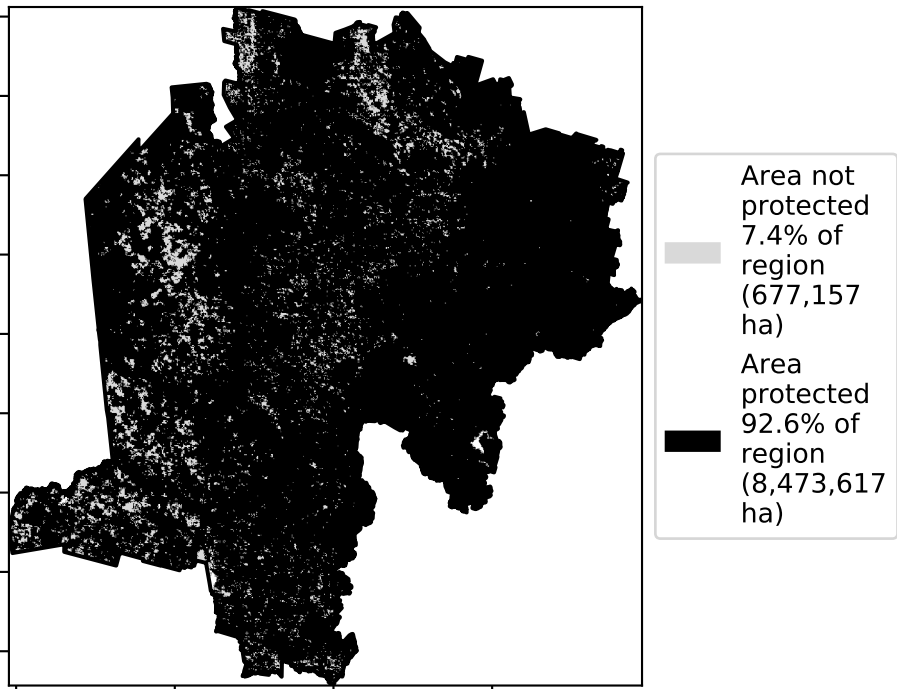 Area not
protected
7.4% of
region
(677,157
ha)
Area
protected
92.6% of
region
(8,473,617
ha)